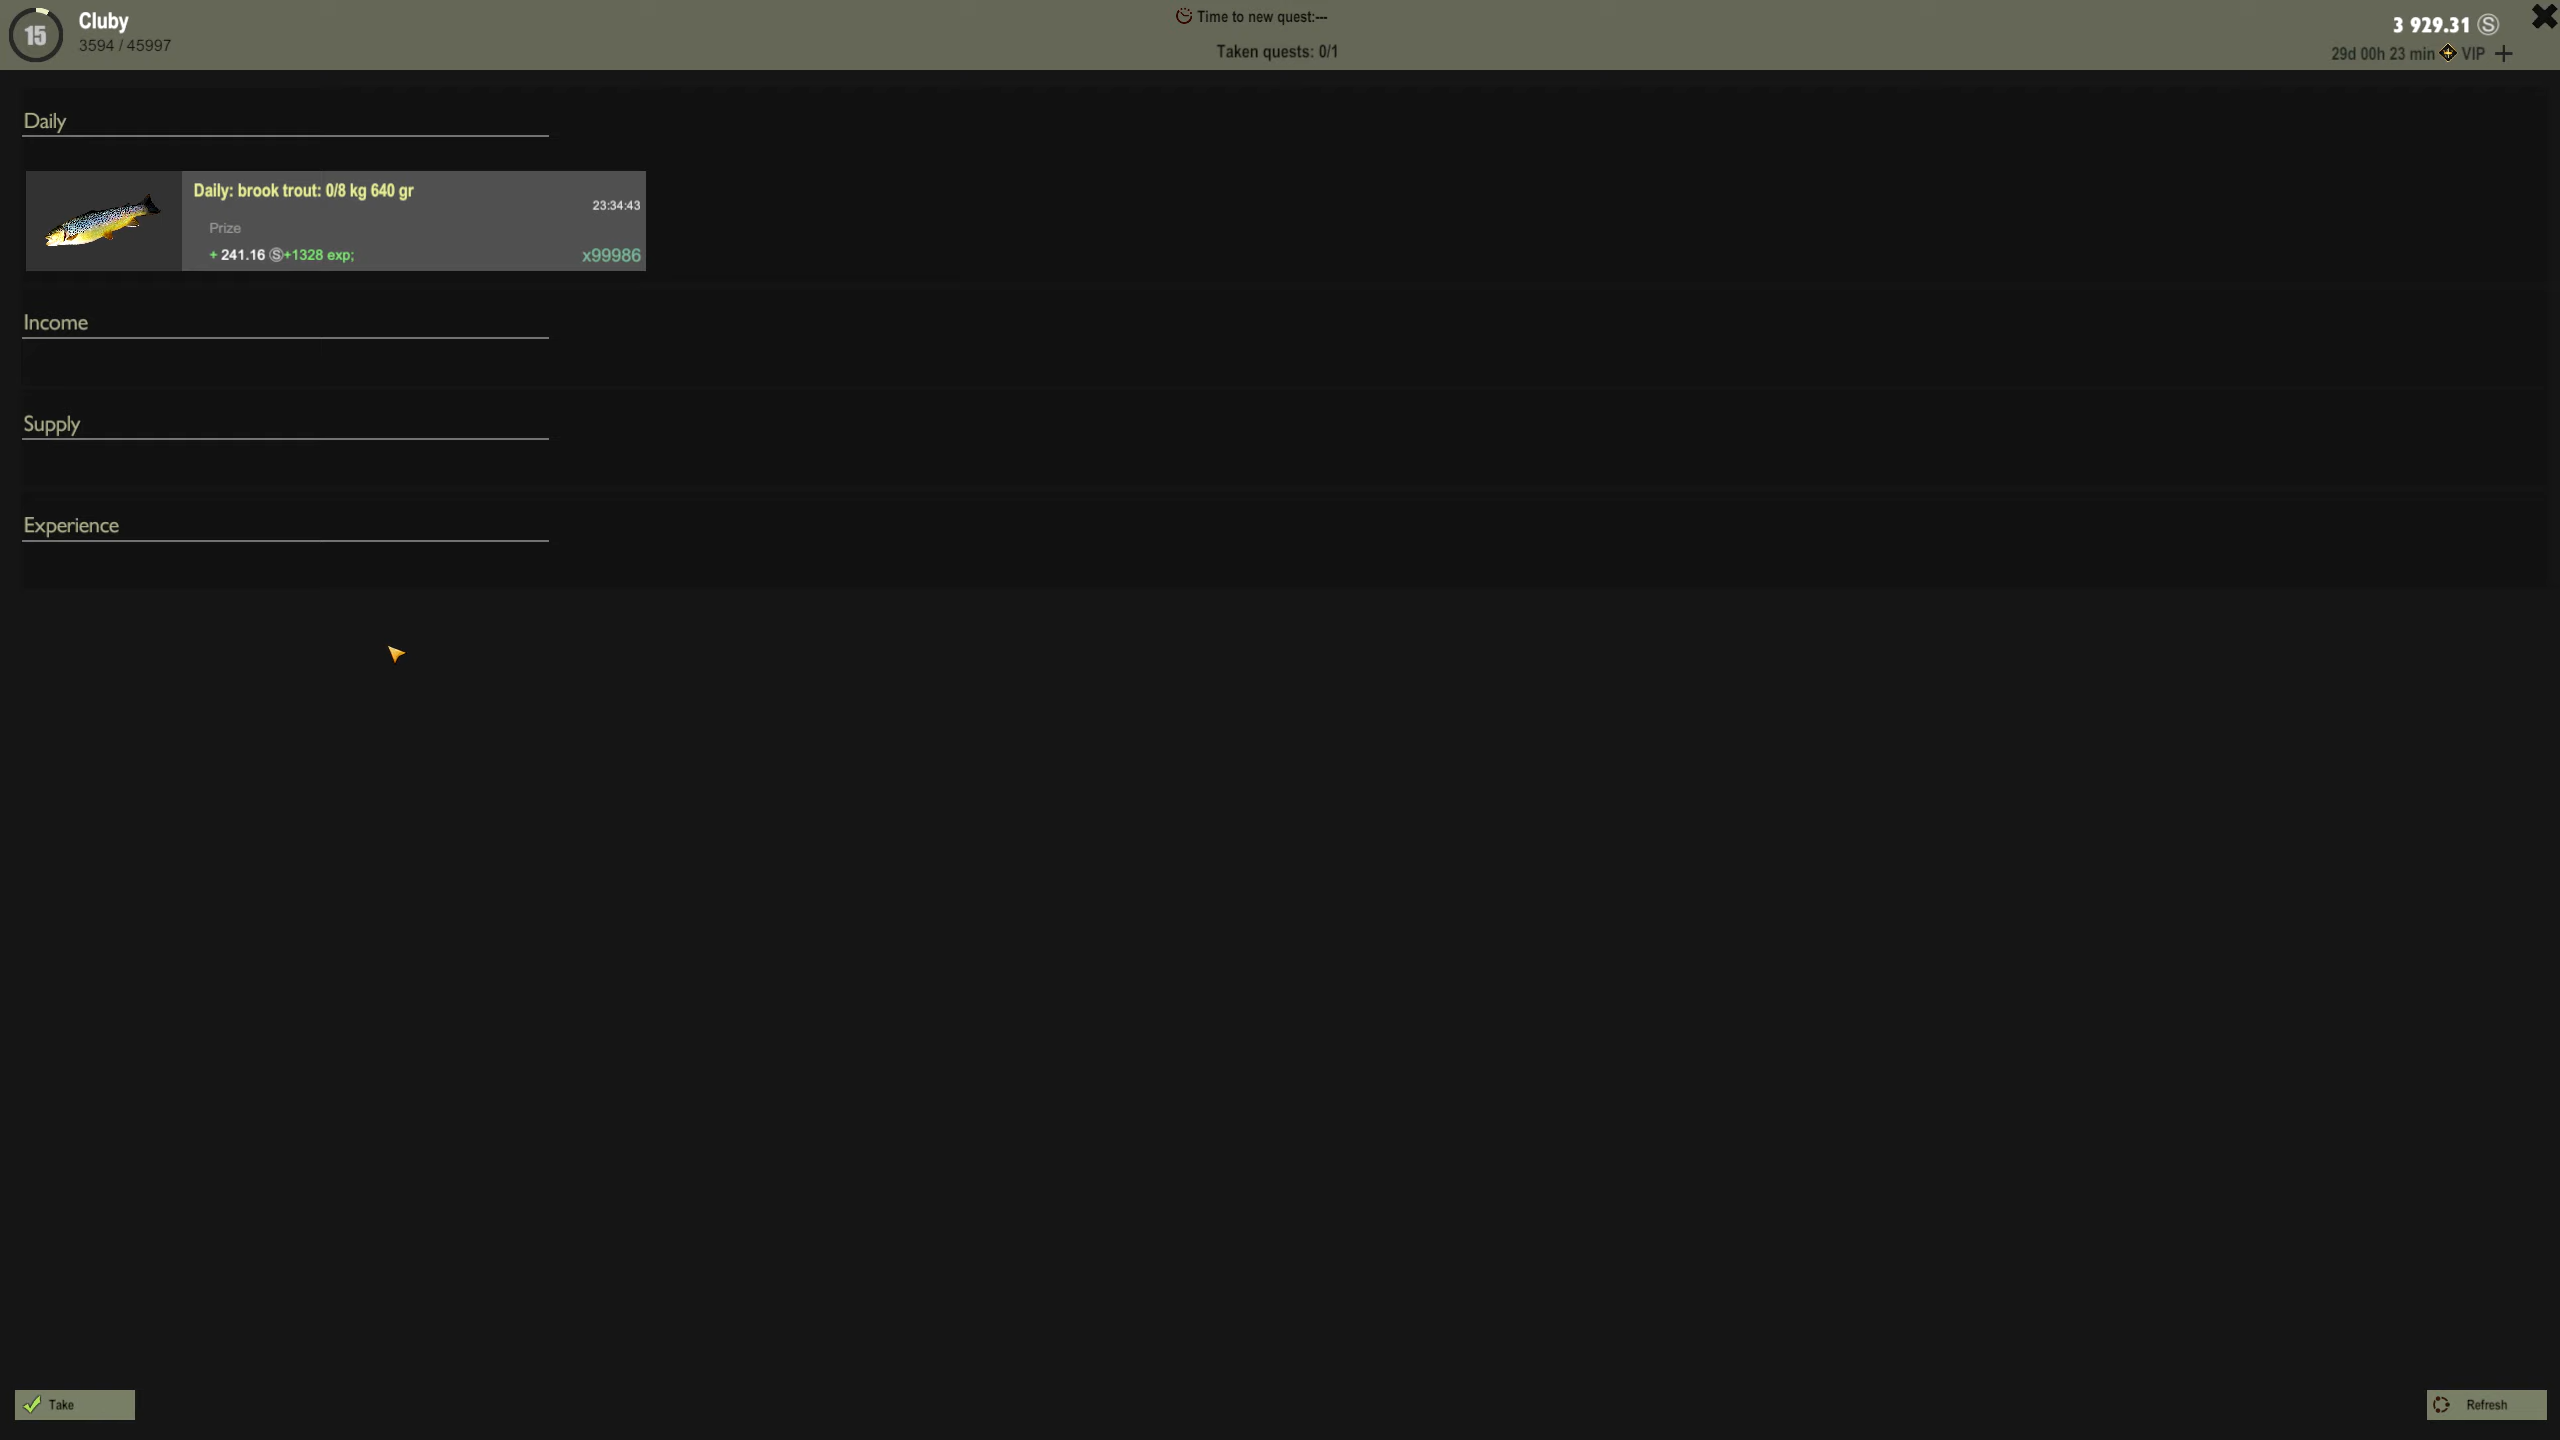 15
Cluby
3594 / 45997
Time to new quest:---
Taken quests: 0/1
3 929.31 S
29d 00h 23 min VIP
Daily
Daily: brook trout: 0/8 kg 640 gr
23:34:43
Prize
+ 241.16 S+1328 exp;
x99986
Income
Supply
Experience
Take
Refresh